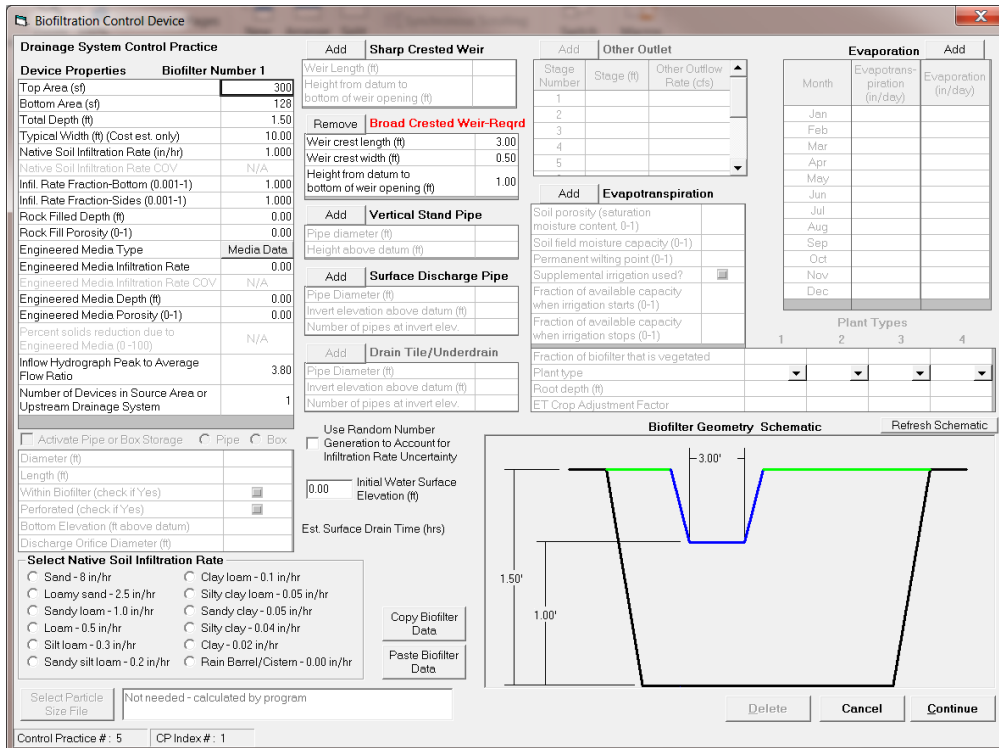 Biofiltration Control Device
Drainage System Control Practice
Device Properties Biofilter Number 1
Top Area (sf) 300
Bottom Area (sf) 128
Total Depth (ft) 1.50
Typical Width (ft) (Cost est. only) 10.00
Native Soil Infiltration Rate (in/hr) 1.000
Native Soil Infiltration Rate COV N/A
Infil. Rate Fraction-Bottom (0.001-1) 1.000
Infil. Rate Fraction-Sides (0.001-1) 1.000
Rock Filled Depth (ft) 0.00
Rock Fill Porosity (0-1) 0.00
Engineered Media Type Media Data
Engineered Media Infiltration Rate 0.00
Engineered Media Infiltration Rate COV N/A
Engineered Media Depth (ft) 0.00
Engineered Media Porosity (0-1) 0.00
Percent solids reduction due to
Engineered Media (0 -100) N/A
Inflow Hydrograph Peak to Average
Flow Ratio 3.80
Number of Devices in Source Area or
Upstream Drainage System 1
Activate Pipe or Box Storage Pipe Box
Diameter (ft)
Length (ft)
Within Biofilter (check if Yes)
Perforated (check if Yes)
Bottom Elevation (ft above datum)
Discharge Orifice Diameter (ft)
Select Native Soil Infiltration Rate
Sand - 8 in/hr
Loamy sand - 2.5 in/hr
Sandy loam - 1.0 in/hr
Loam - 0.5 in/hr
Silt loam - 0.3 in/hr
Sandy silt loam - 0.2 in/hr
Clay loam - 0.1 in/hr
Silty clay loam - 0.05 in/hr
Sandy clay - 0.05 in/hr
Silty clay - 0.04 in/hr
Clay - 0.02 in/hr
Rain Barrel/Cistern - 0.00 in/hr
Select Particle
Size File
Not needed - calculated by program
Control Practice # : 5 CP Index # : 1
Add Sharp Crested Weir
Weir Length (ft)
Height from datum to
bottom of weir opening (ft)
Remove Broad Crested Weir-Reqrd
Weir crest length (ft) 3.00
Weir crest width (ft) 0.50
Height from datum to
bottom of weir opening (ft) 1.00
Add Vertical Stand Pipe
Pipe diameter (ft)
Height above datum (ft)
Add Surface Discharge Pipe
Pipe Diameter (ft)
Invert elevation above datum (ft)
Number of pipes at invert elev.
Add Drain Tile/Underdrain
Pipe Diameter (ft)
Invert elevation above datum (ft)
Number of pipes at invert elev.
Use Random Number
Generation to Account for
Infiltration Rate Uncertainty
0.00 Initial Water Surface
Elevation (ft)
Est. Surface Drain Time (hrs)
Copy Biofilter
Data
Paste Biofilter
Data
Add Other Outlet
Stage
Number
Stage (ft)
Other Outflow
Rate (cfs)
1
2
3
4
5
Add Evapotranspiration
Soil porosity (saturation
moisture content, 0-1)
Soil field moisture capacity (0-1)
Permanent wilting point (0-1)
Supplemental irrigation used?
Fraction of available capacity
when irrigation starts (0-1)
Fraction of available capacity
when irrigation stops (0-1)
Fraction of biofilter that is vegetated
Plant type
Root depth (ft)
ET Crop Adjustment Factor
Evaporation Add
Month
Evapotrans-
piration
(in/day)
Evaporation
(in/day)
Jan
Feb
Mar
Apr
May
Jun
Jul
Aug
Sep
Oct
Nov
Dec
Plant Types
1 2 3 4
Biofilter Geometry Schematic Refresh Schematic
3.00'
1.50'
1.00'
Delete Cancel Continue